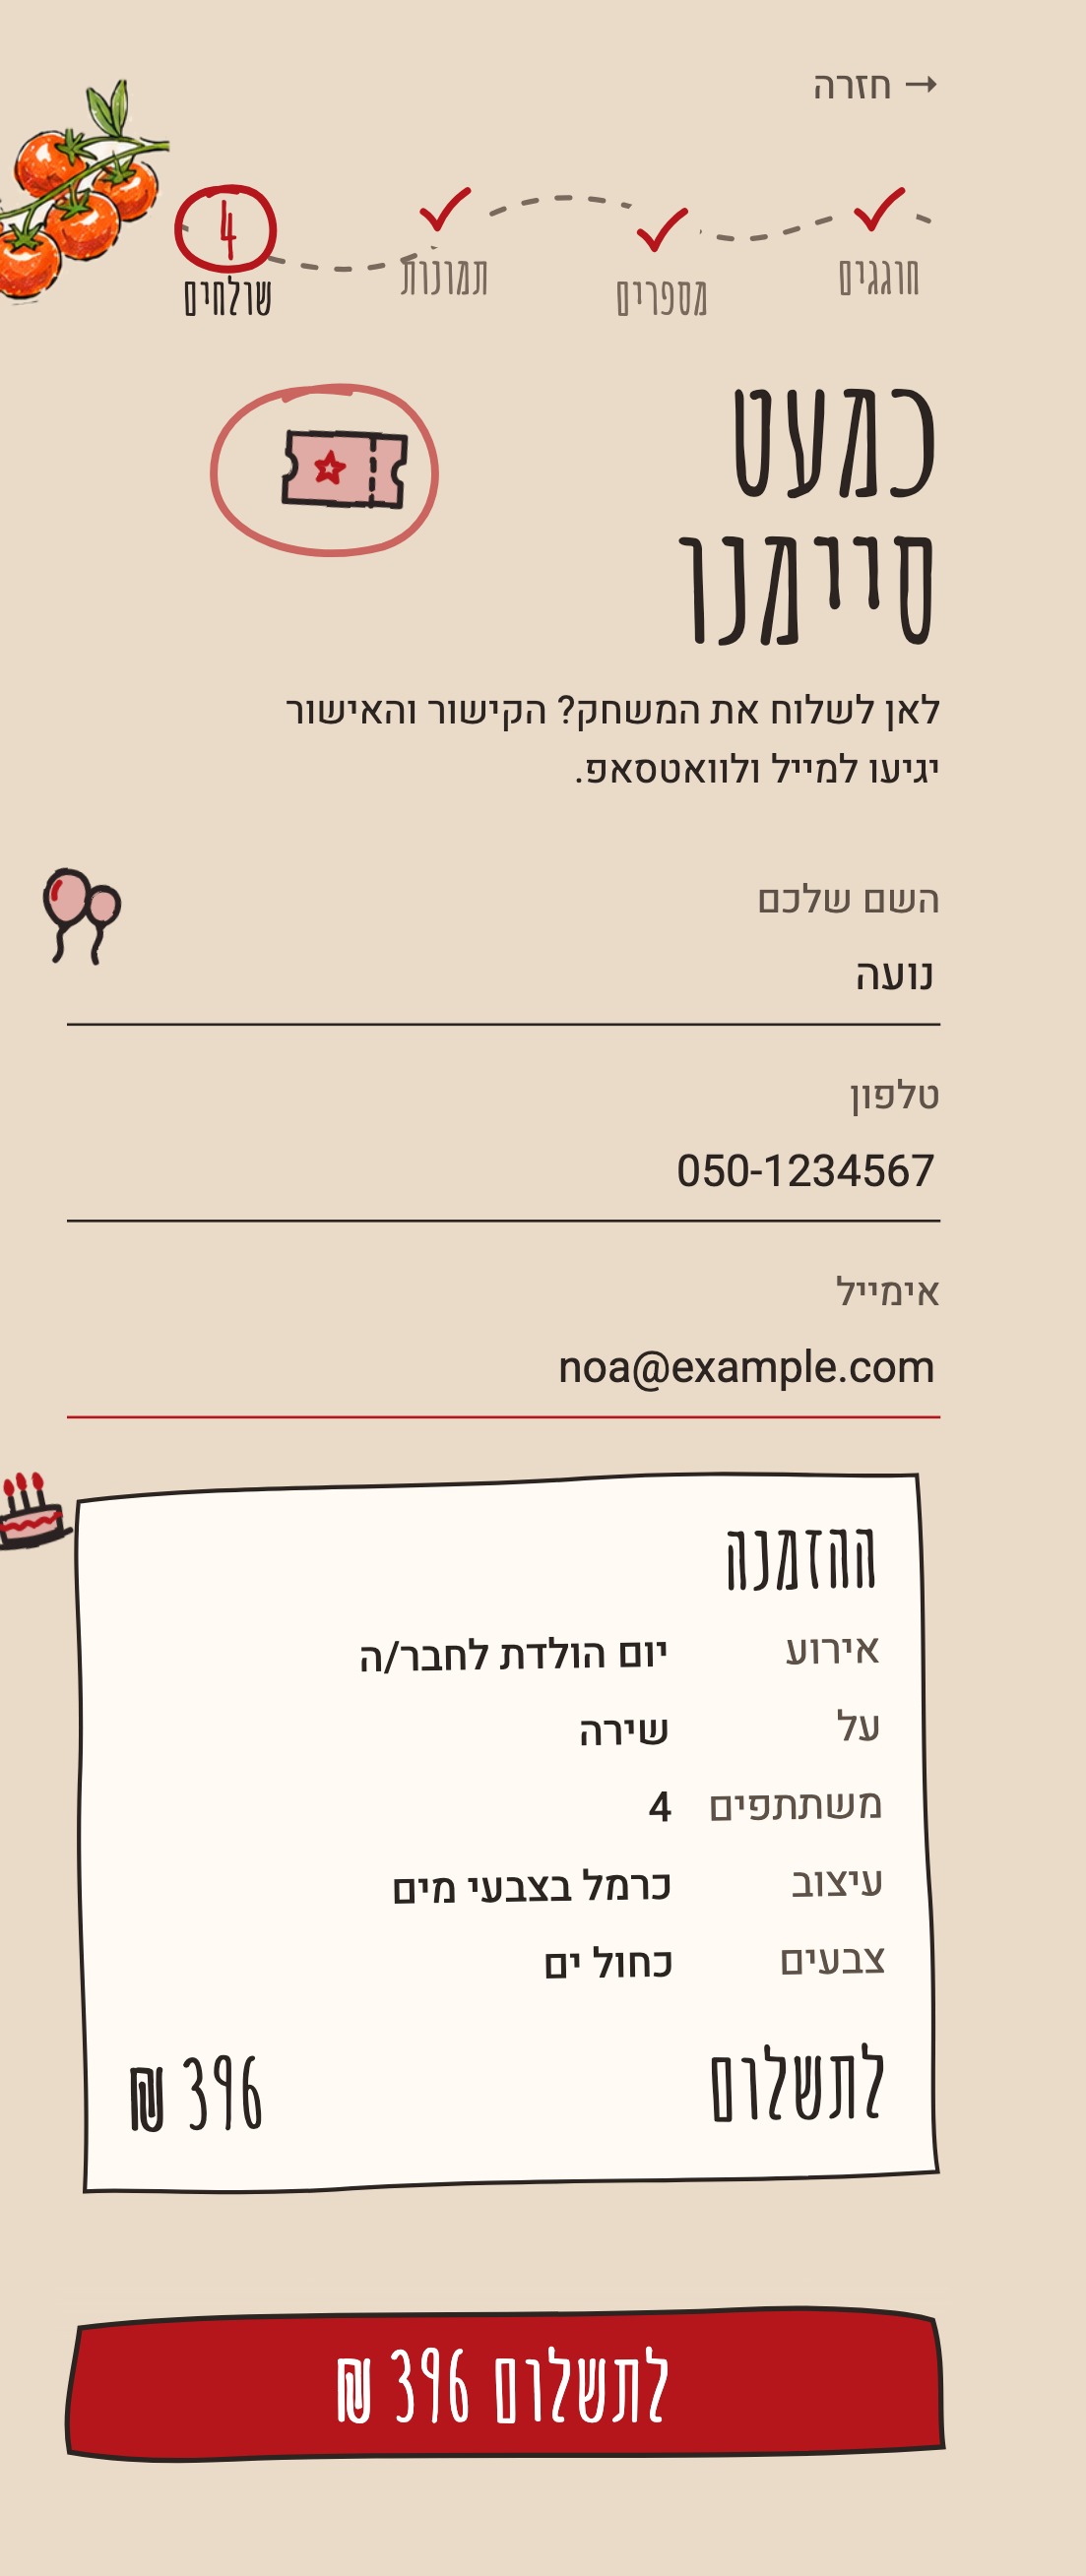 → חזרה
חוגגים
מספרים
תמונות
4
שולחים
כמעט
סיימנו
לאן לשלוח את המשחק? הקישור והאישור
יגיעו למייל ולוואטסאפ.
השם שלכם
נועה
טלפון
050-1234567
אימייל
noa@example.com
ההזמנה
אירוע יום הולדת לחבר/ה
על שירה
משתתפים 4
עיצוב כרמל בצבעי מים
צבעים כחול ים
לתשלום 396 ₪
לתשלום 396 ₪